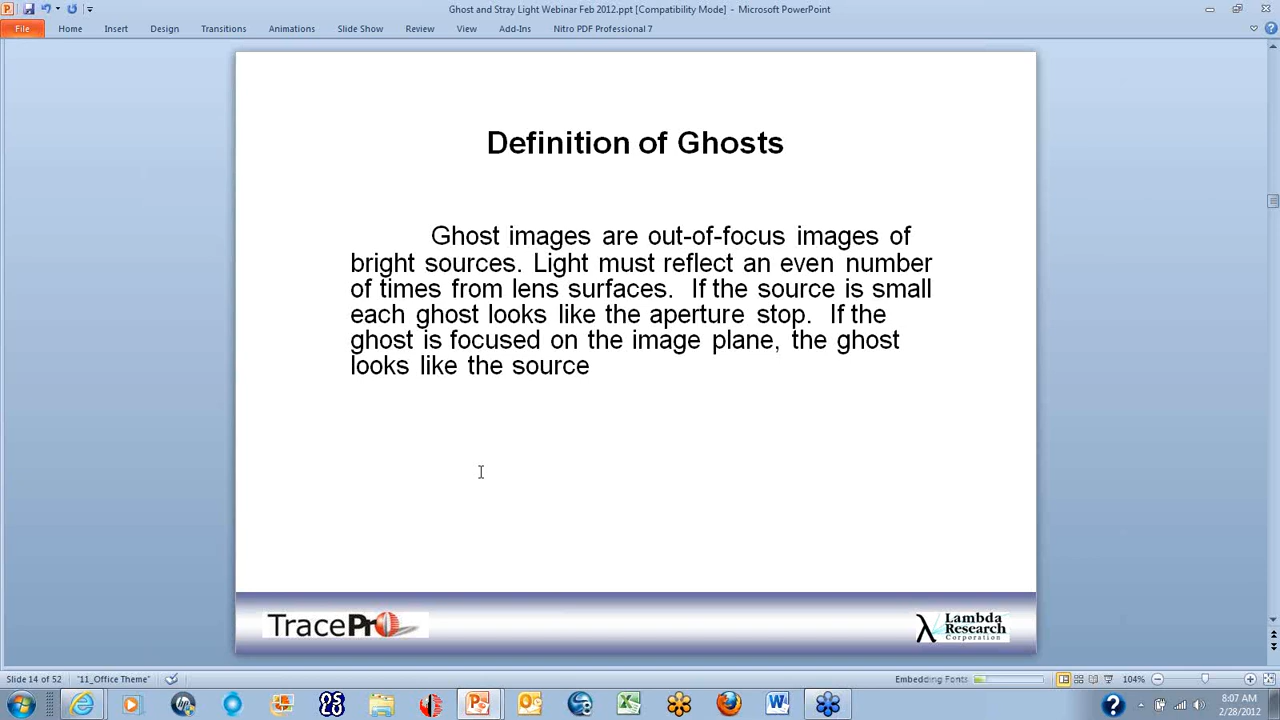 Ghost and Stray Light Webinar Feb 2012.ppt [Compatibility Mode] - Microsoft PowerPoint
File Home Insert Design Transitions Animations Slide Show Review View Add-Ins Nitro PDF Professional 7
Definition of Ghosts
Ghost images are out-of-focus images of
bright sources. Light must reflect an even number
of times from lens surfaces. If the source is small
each ghost looks like the aperture stop. If the
ghost is focused on the image plane, the ghost
looks like the source
TracePro
λ Lambda
Research
Corporation
Slide 14 of 52 "11_Office Theme" Embedding Fonts 104%
8:07 AM
2/28/2012